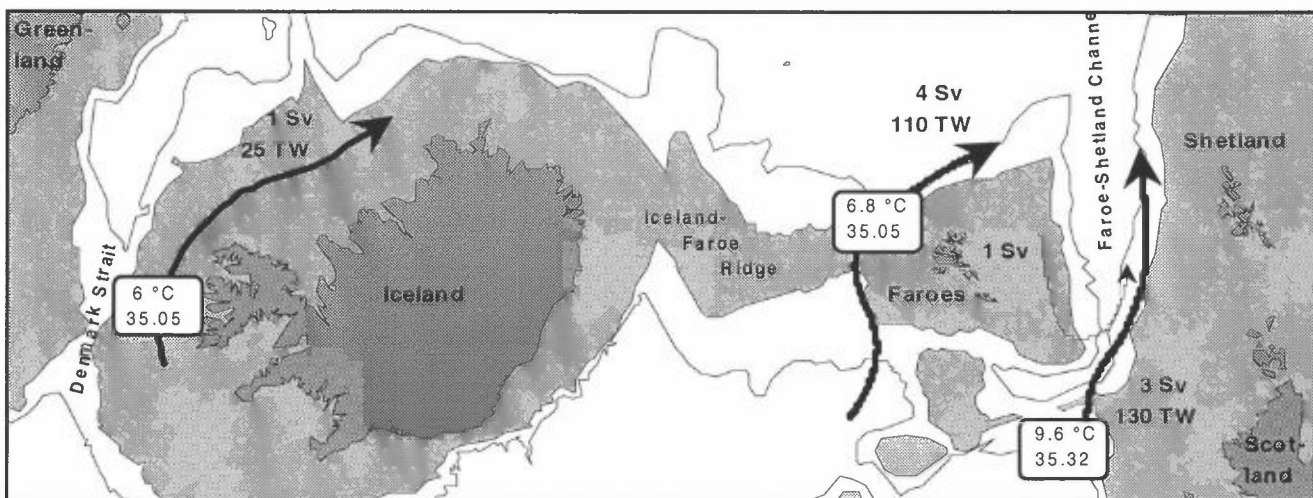 Green-
land
1 Sv
25 TW
Denmark Strait
6 °C
35.05
Iceland
Iceland-
Faroe
Ridge
4 Sv
110 TW
6.8 °C
35.05
1 Sv
Faroes
Faroe-Shetland Channe
Shetland
3 Sv
130 TW
9.6 °C
35.32
Scot-
land